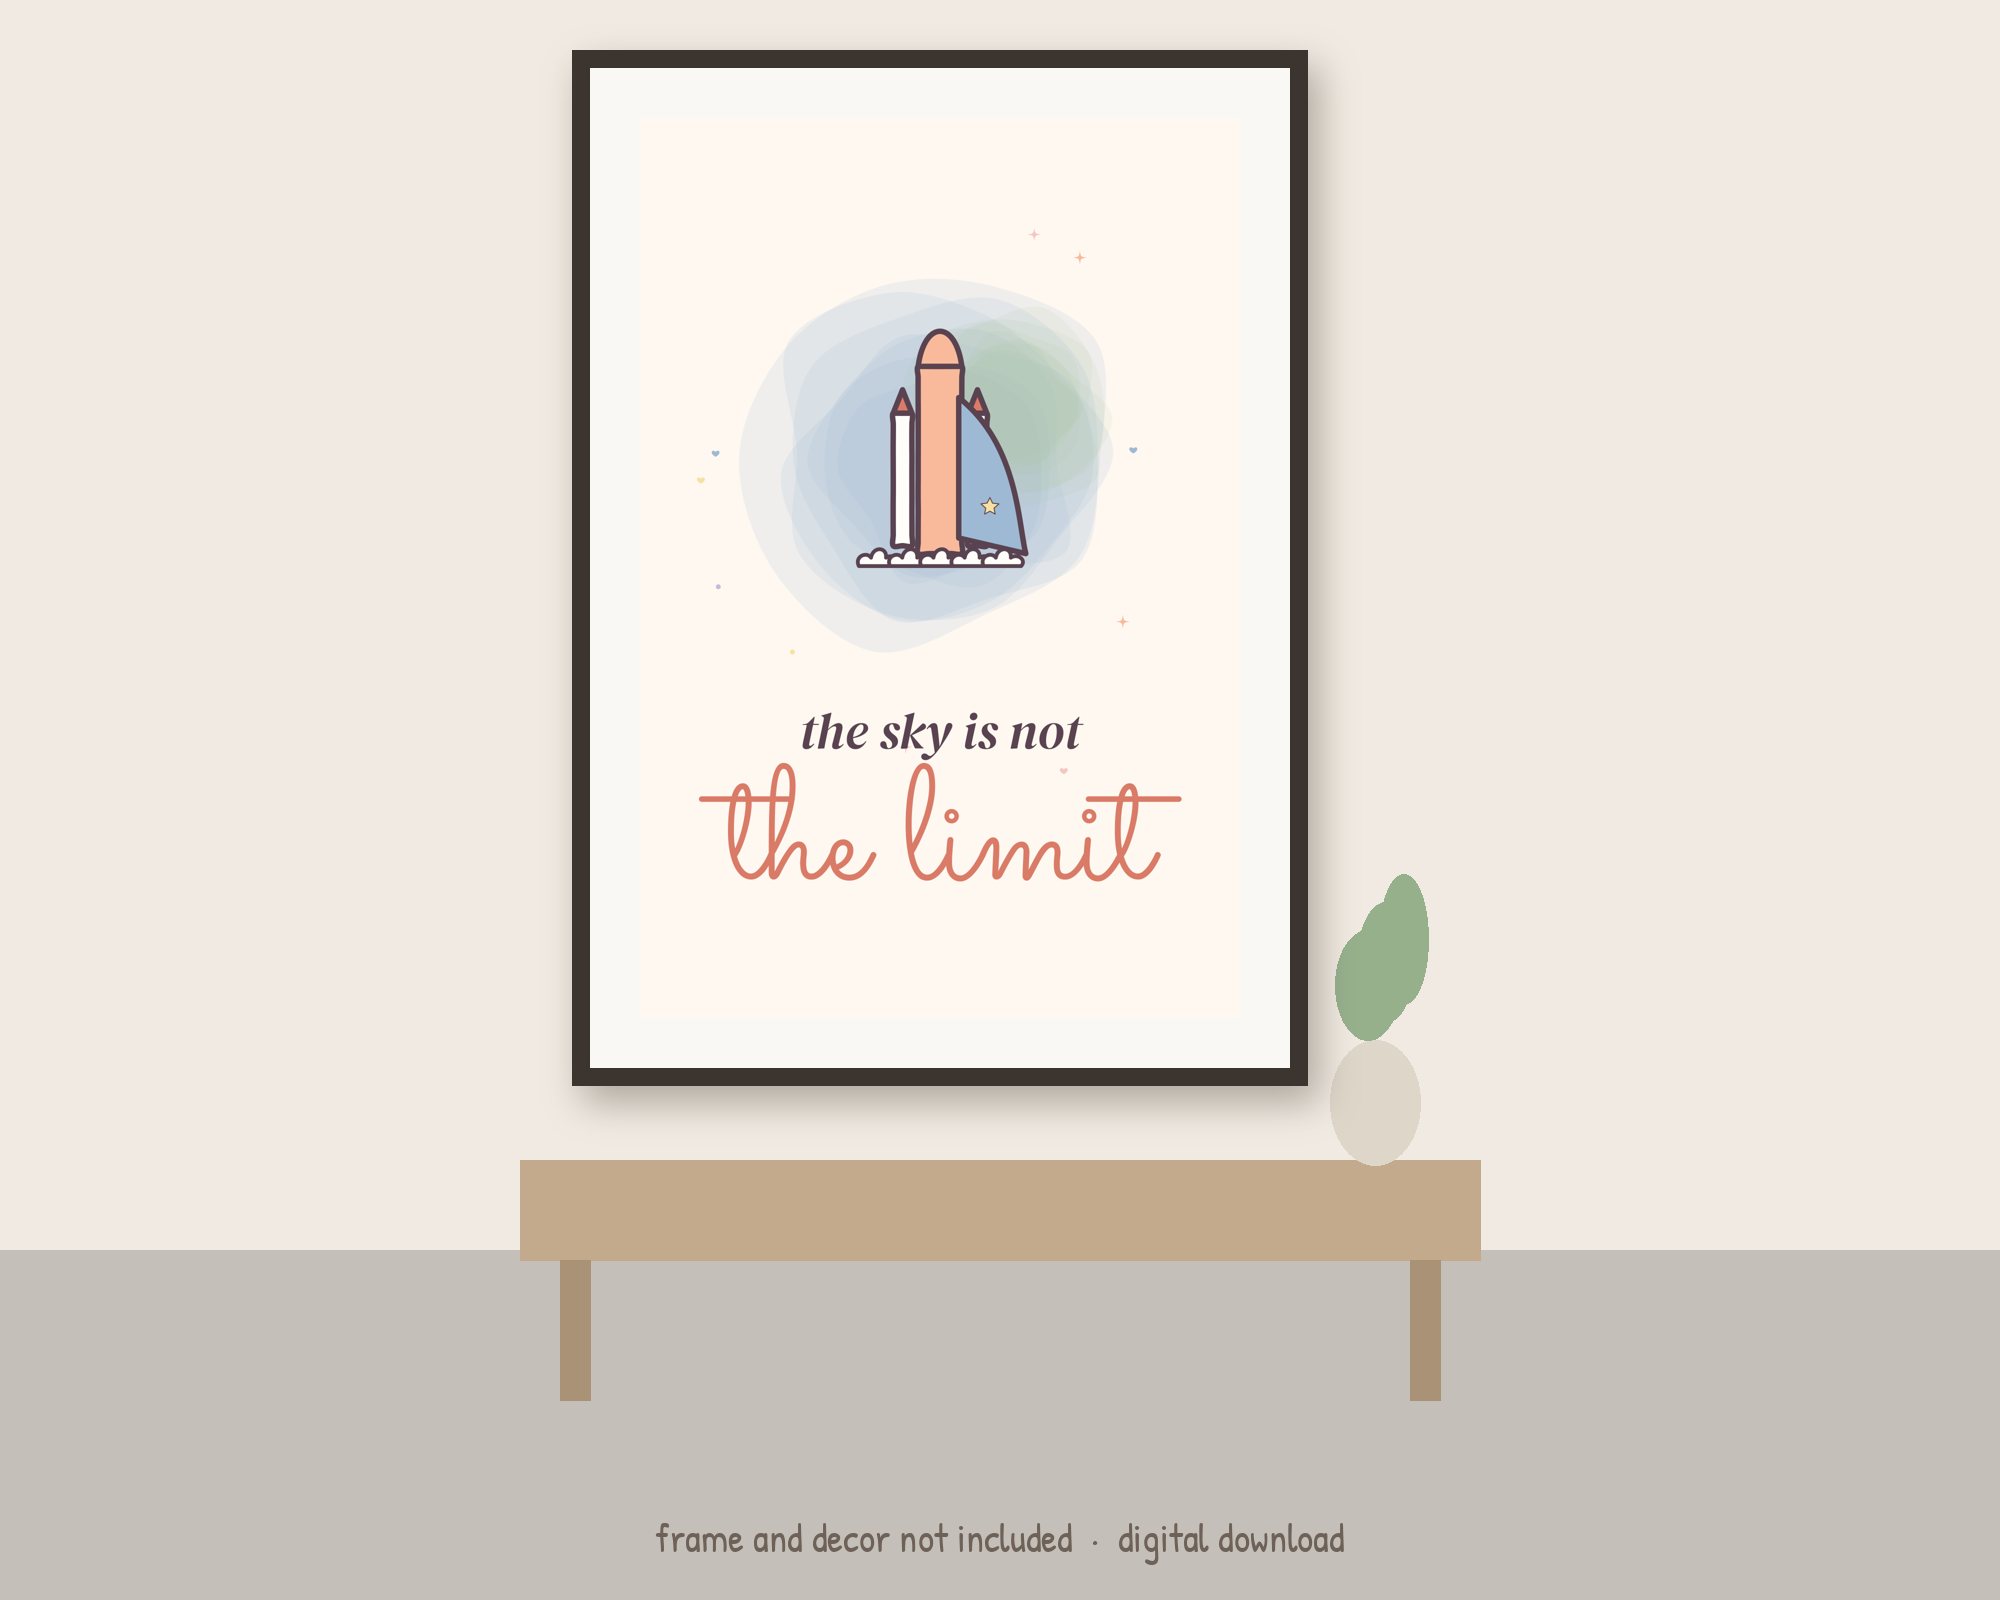 the sky is not
the limit
frame and decor not included · digital download